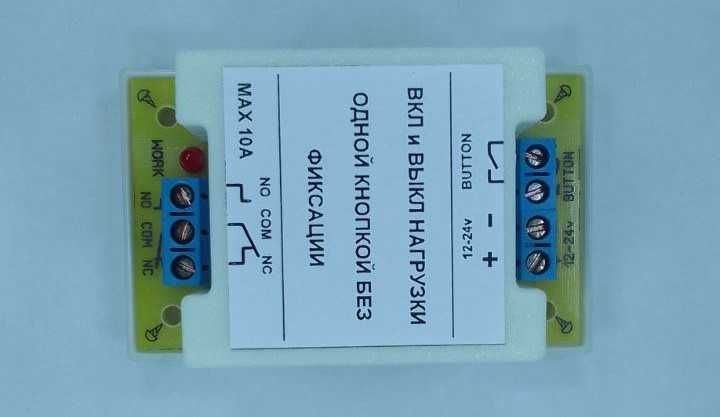 BUTTON 12-24v
BUTTON - +
12-24v
ВКЛ и ВЫКЛ НАГРУЗКИ
ОДНОЙ КНОПКОЙ БЕЗ
ФИКСАЦИИ
NO COM NC
MAX 10A
WORK
NO COM NC